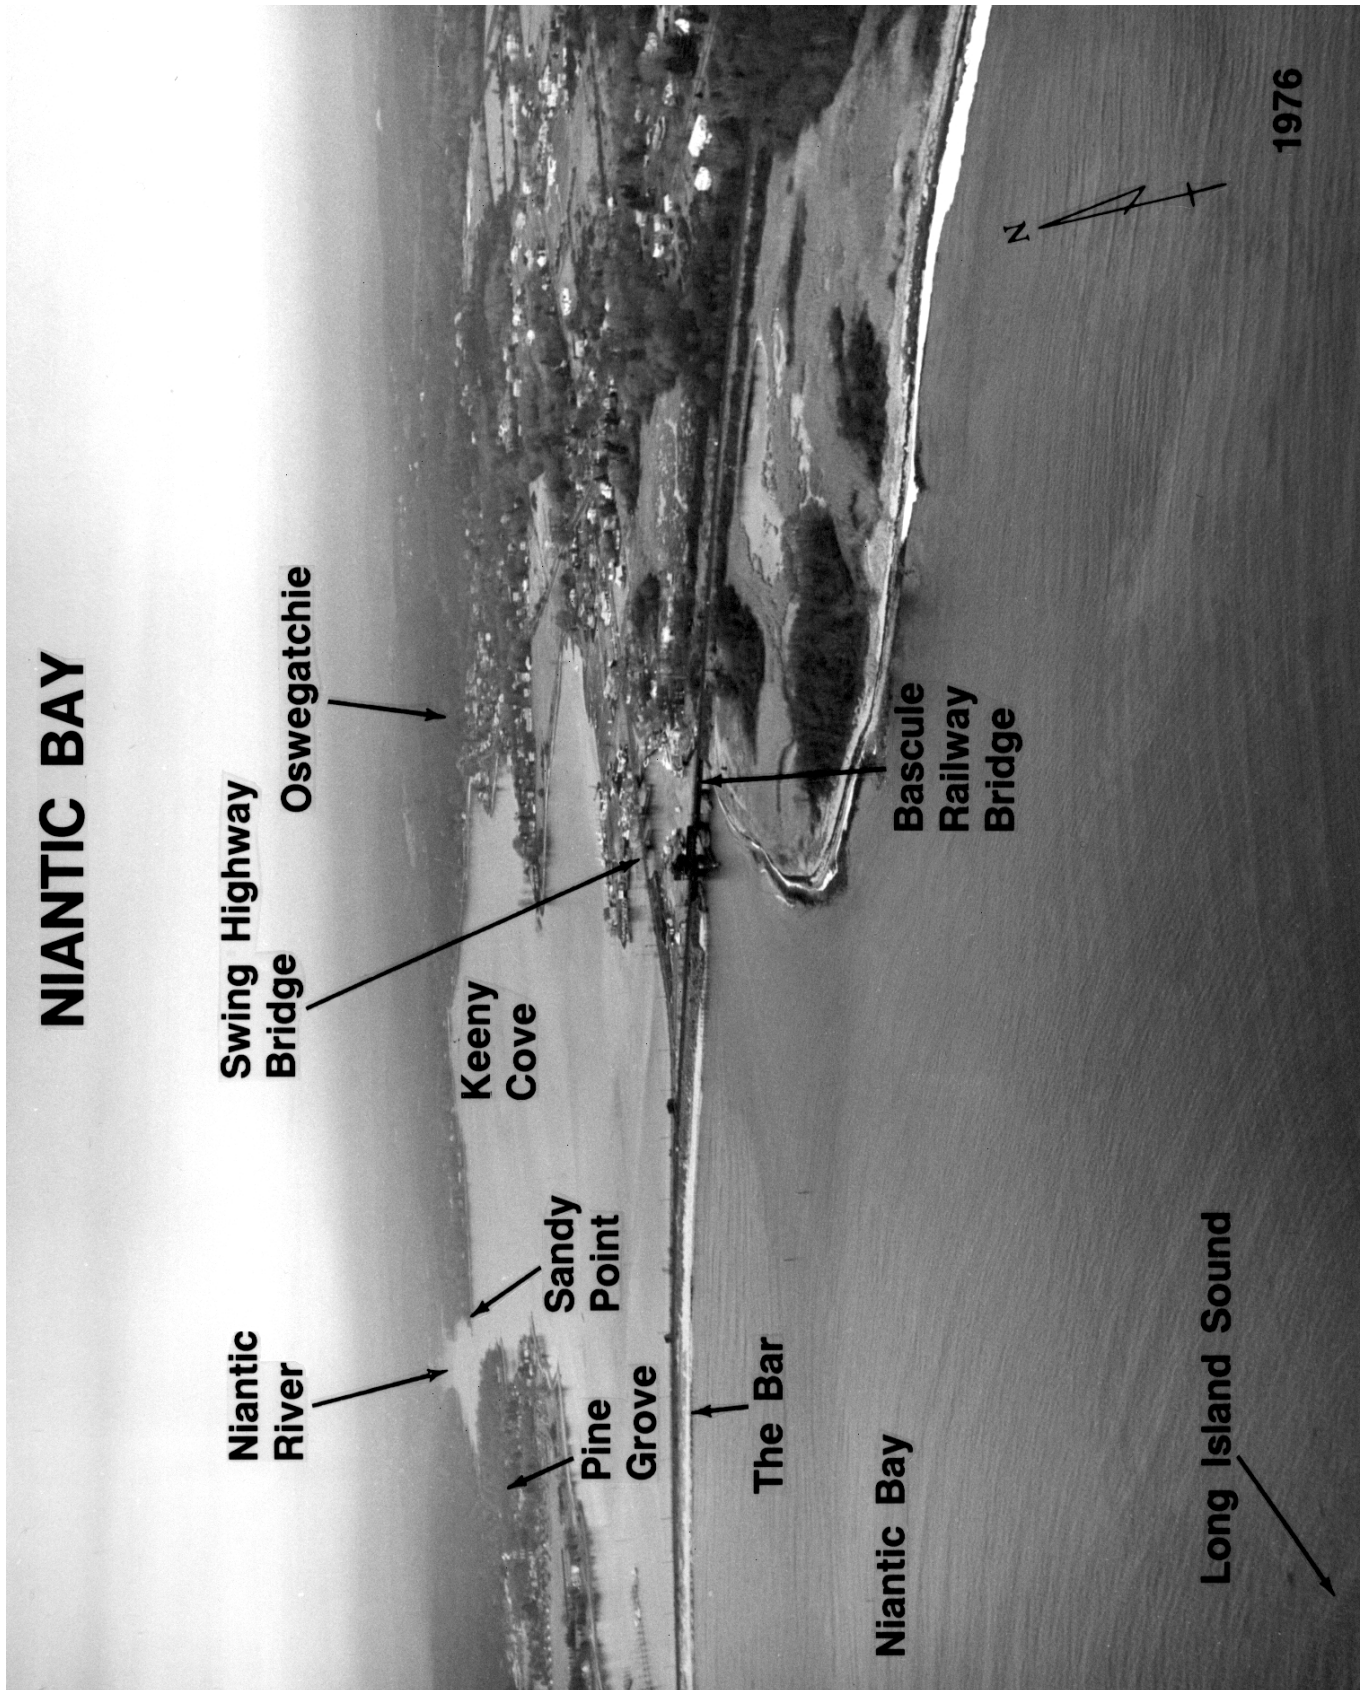 NIANTIC BAY
Niantic
River
Swing Highway
Bridge
Oswegatchie
Keeny
Cove
Sandy
Point
Pine
Grove
The Bar
Bascule
Railway
Bridge
Niantic Bay
N
Long Island Sound
1976